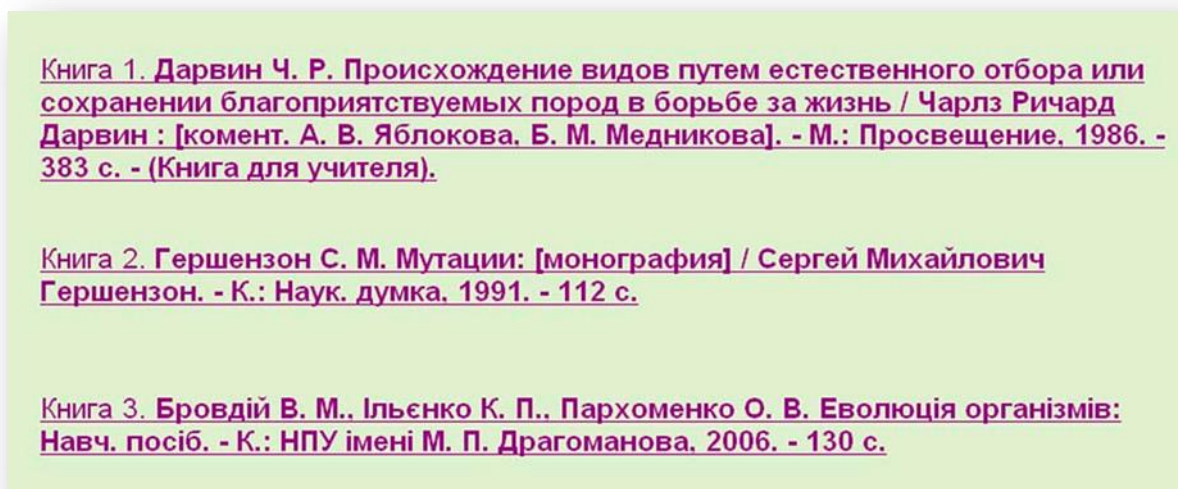 Книга 1. Дарвин Ч. Р. Происхождение видов путем естественного отбора или
сохранении благоприятствуемых пород в борьбе за жизнь / Чарлз Ричард
Дарвин : [комент. А. В. Яблокова, Б. М. Медникова]. - М.: Просвещение, 1986. -
383 с. - (Книга для учителя).
Книга 2. Гершензон С. М. Мутации: [монография] / Сергей Михайлович
Гершензон. - К.: Наук. думка, 1991. - 112 с.
Книга 3. Бровдій В. М., Ільєнко К. П., Пархоменко О. В. Еволюція організмів:
Навч. посіб. - К.: НПУ імені М. П. Драгоманова, 2006. - 130 с.